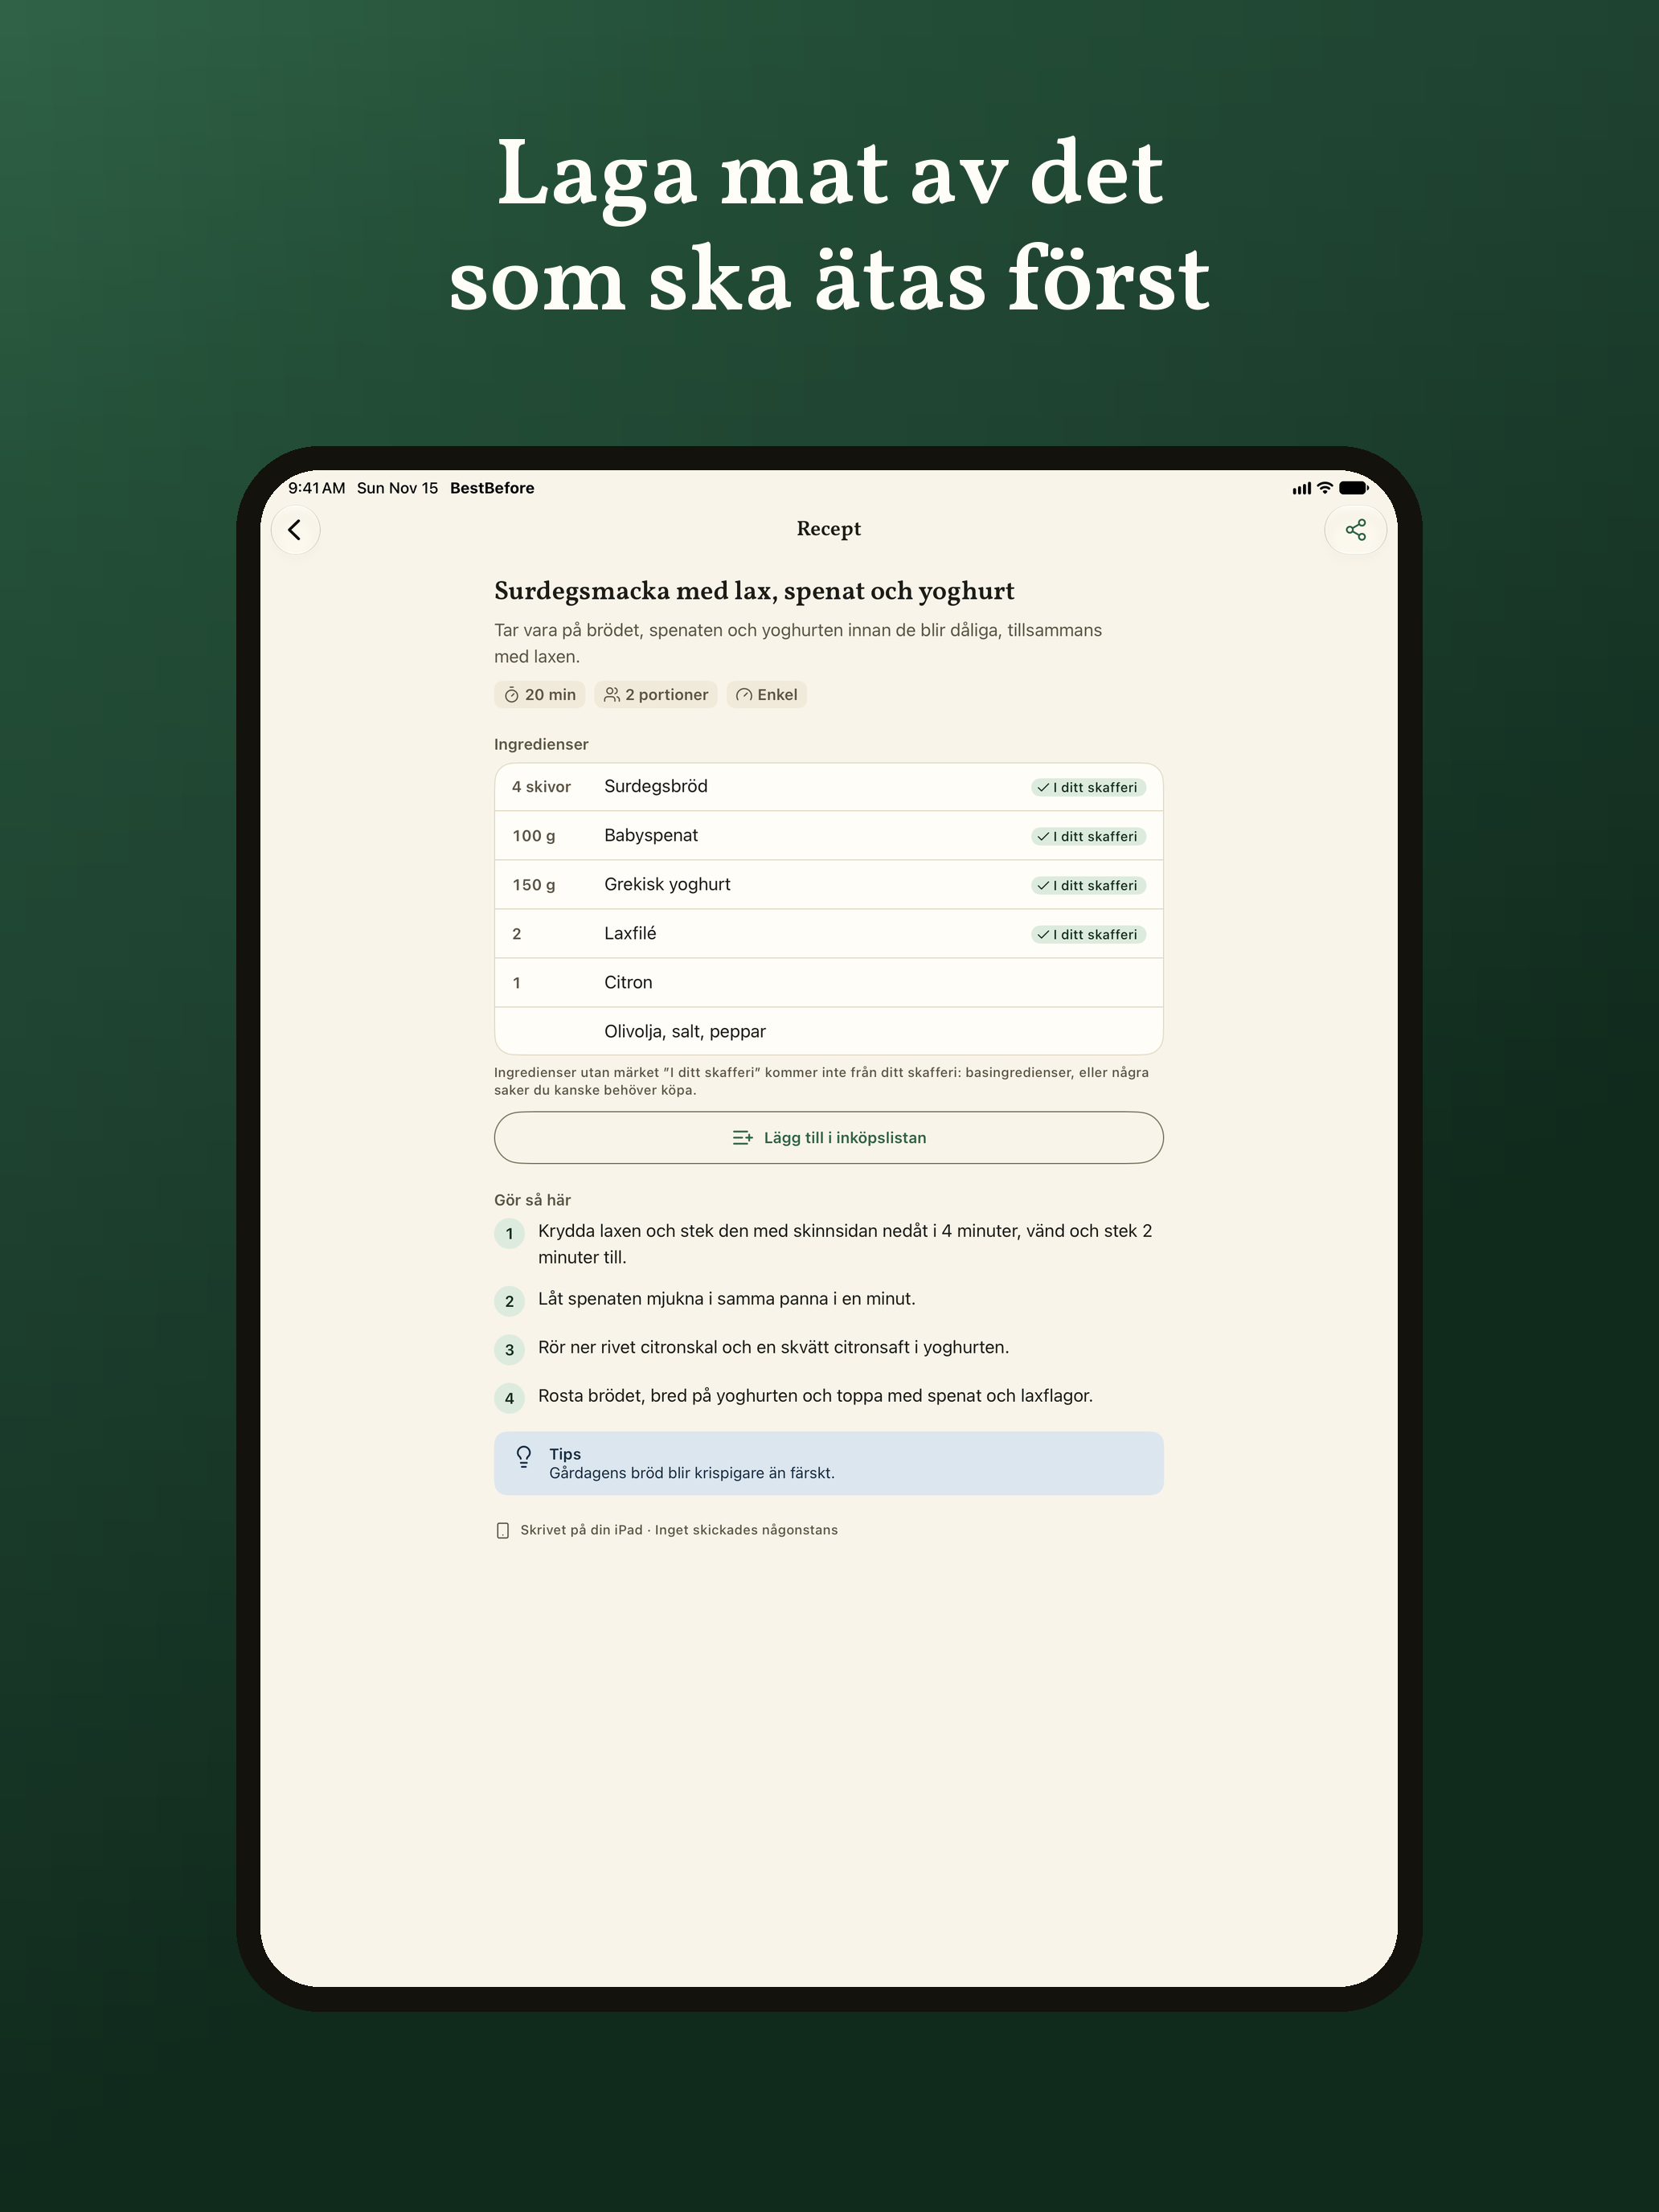 Laga mat av det
som ska ätas först
9:41 AM Sun Nov 15 BestBefore
Recept
Surdegsmacka med lax, spenat och yoghurt
Tar vara på brödet, spenaten och yoghurten innan de blir dåliga, tillsammans
med laxen.
20 min 2 portioner Enkel
Ingredienser
4 skivor Surdegsbröd I ditt skafferi
100 g Babyspenat I ditt skafferi
150 g Grekisk yoghurt I ditt skafferi
2 Laxfilé I ditt skafferi
1 Citron
Olivolja, salt, peppar
Ingredienser utan märket ”I ditt skafferi” kommer inte från ditt skafferi: basingredienser, eller några
saker du kanske behöver köpa.
Lägg till i inköpslistan
Gör så här
1 Krydda laxen och stek den med skinnsidan nedåt i 4 minuter, vänd och stek 2
minuter till.
2 Låt spenaten mjukna i samma panna i en minut.
3 Rör ner rivet citronskal och en skvätt citronsaft i yoghurten.
4 Rosta brödet, bred på yoghurten och toppa med spenat och laxflagor.
Tips
Gårdagens bröd blir krispigare än färskt.
Skrivet på din iPad · Inget skickades någonstans